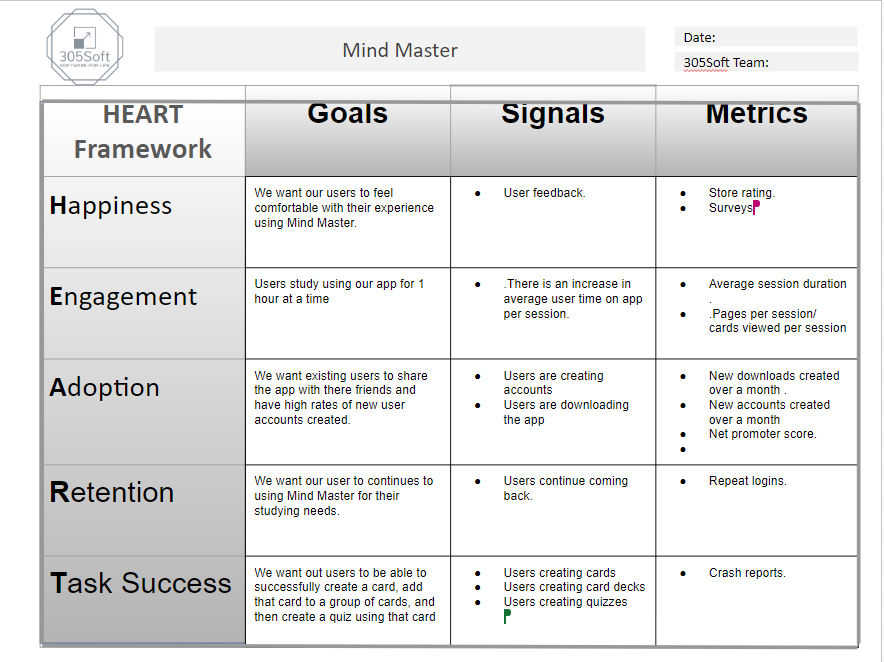 305Soft
SOFTWARE FOR LIFE
Mind Master
Date:
305Soft Team:
HEART
Framework
Goals
Signals
Metrics
Happiness
We want our users to feel
comfortable with their experience
using Mind Master.
User feedback.
Store rating.
Surveys
Engagement
Users study using our app for 1
hour at a time
.There is an increase in
average user time on app
per session.
Average session duration
.
.Pages per session/
cards viewed per session
Adoption
We want existing users to share
the app with there friends and
have high rates of new user
accounts created.
Users are creating
accounts
Users are downloading
the app
New downloads created
over a month .
New accounts created
over a month
Net promoter score.
Retention
We want our user to continues to
using Mind Master for their
studying needs.
Users continue coming
back.
Repeat logins.
Task Success
We want out users to be able to
successfully create a card, add
that card to a group of cards, and
then create a quiz using that card
Users creating cards
Users creating card decks
Users creating quizzes
Crash reports.